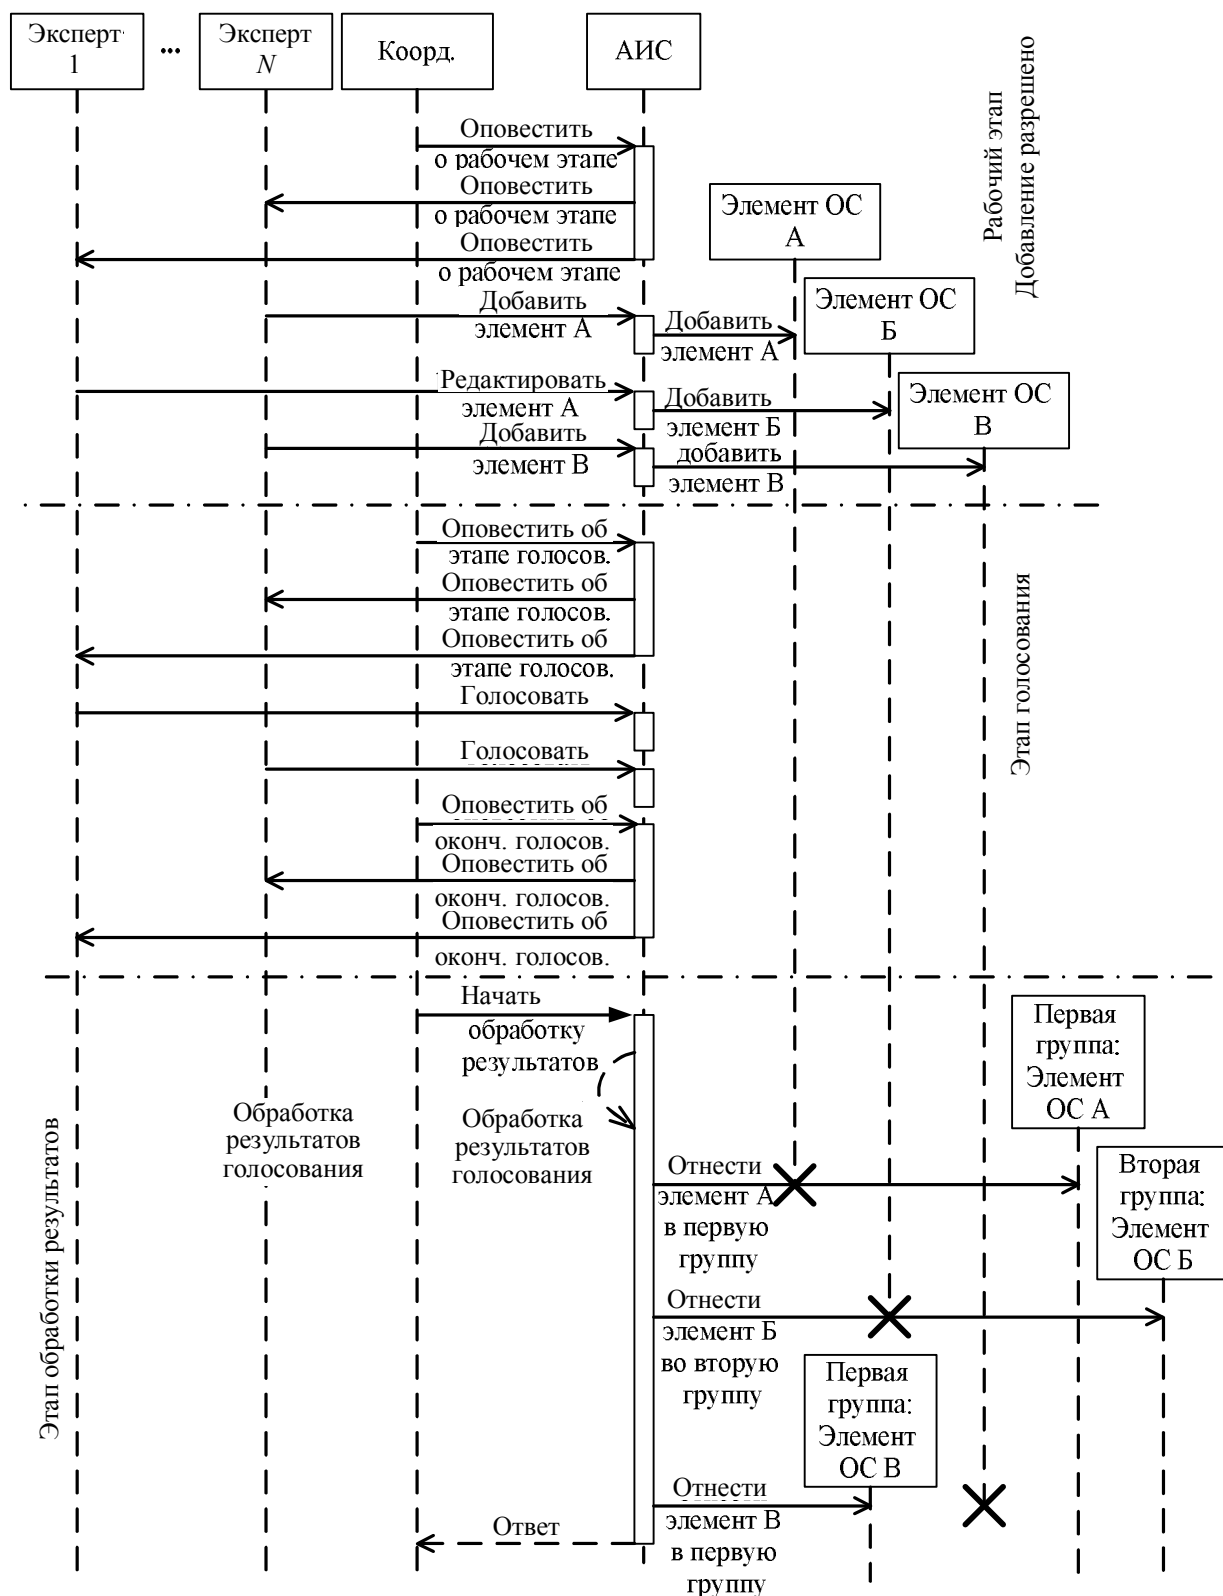 Эксперт
1
...
Эксперт
N
Коорд.
АИС
Рабочий этап
Добавление разрешено
Оповестить
о рабочем этапе
Оповестить
о рабочем этапе
Оповестить
о рабочем этапе
Элемент ОС
А
Добавить
элемент А
Добавить
элемент А
Элемент ОС
Б
Редактировать
элемент А
Добавить
элемент Б
Элемент ОС
В
Добавить
элемент В
добавить
элемент В
Оповестить об
этапе голосов.
Оповестить об
этапе голосов.
Оповестить об
этапе голосов.
Этап голосования
Голосовать
Голосовать
Оповестить об
оконч. голосов.
Оповестить об
оконч. голосов.
Оповестить об
оконч. голосов.
Начать
обработку
результатов
Первая
группа:
Элемент
ОС А
Этап обработки результатов
Обработка
результатов
голосования
Обработка
результатов
голосования
Отнести
элемент А
в первую
группу
Вторая
группа:
Элемент
ОС Б
Отнести
элемент Б
во вторую
группу
Первая
группа:
Элемент
ОС В
Отнести
элемент В
в первую
группу
Ответ